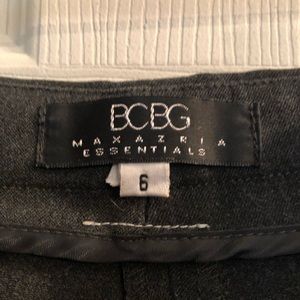 BCBG
MAXAZRIA
ESSENTIALS
6